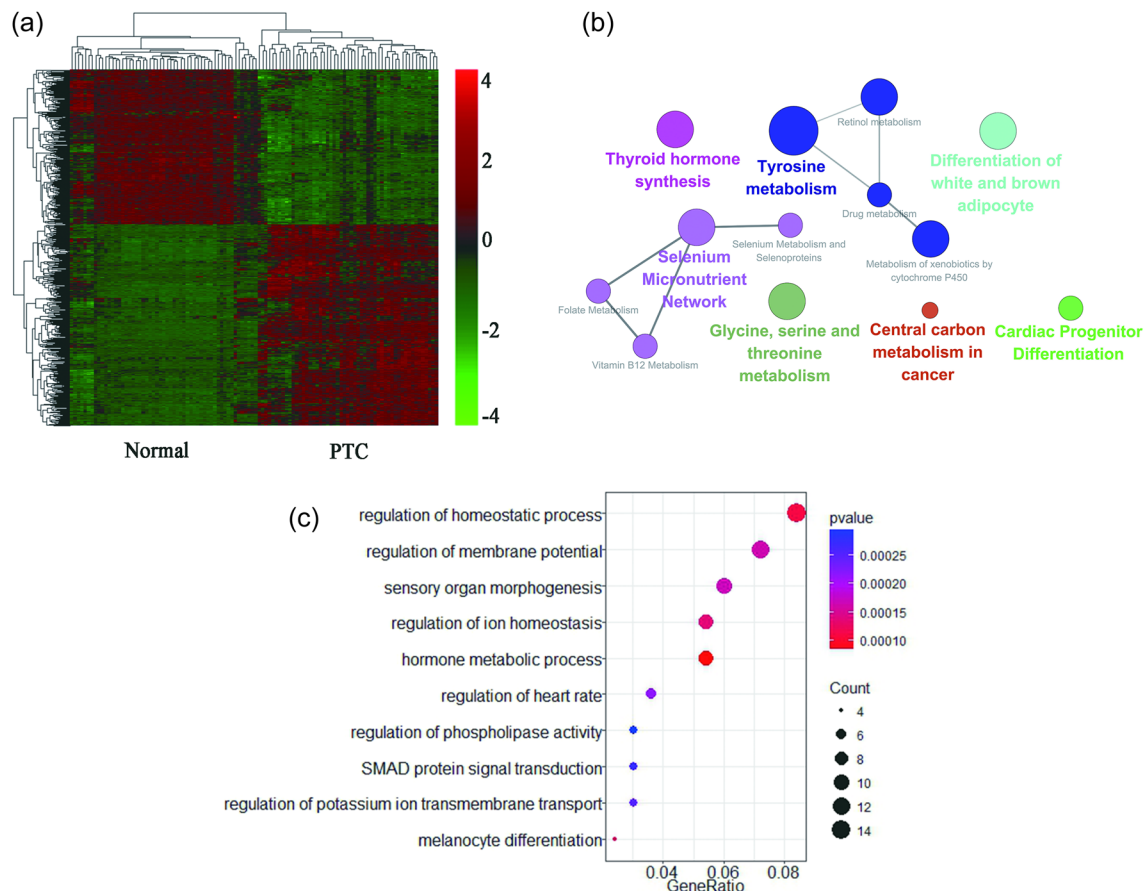 (a)
4
2
0
-2
-4
Normal
PTC
(b)
Retinol metabolism
Thyroid hormone
synthesis
Tyrosine
metabolism
Differentiation of
white and brown
adipocyte
Drug metabolism
Selenium Metabolism and
Selenoproteins
Selenium
Micronutrient
Network
Metabolism of xenobiotics by
cytochrome P450
Folate Metabolism
Vitamin B12 Metabolism
Glycine, serine and
threonine
metabolism
Central carbon
metabolism in
cancer
Cardiac Progenitor
Differentiation
(c)
regulation of homeostatic process
regulation of membrane potential
sensory organ morphogenesis
regulation of ion homeostasis
hormone metabolic process
regulation of heart rate
regulation of phospholipase activity
SMAD protein signal transduction
regulation of potassium ion transmembrane transport
melanocyte differentiation
0.04
0.06
0.08
GeneRatio
pvalue
0.00025
0.00020
0.00015
0.00010
Count
4
6
8
10
12
14